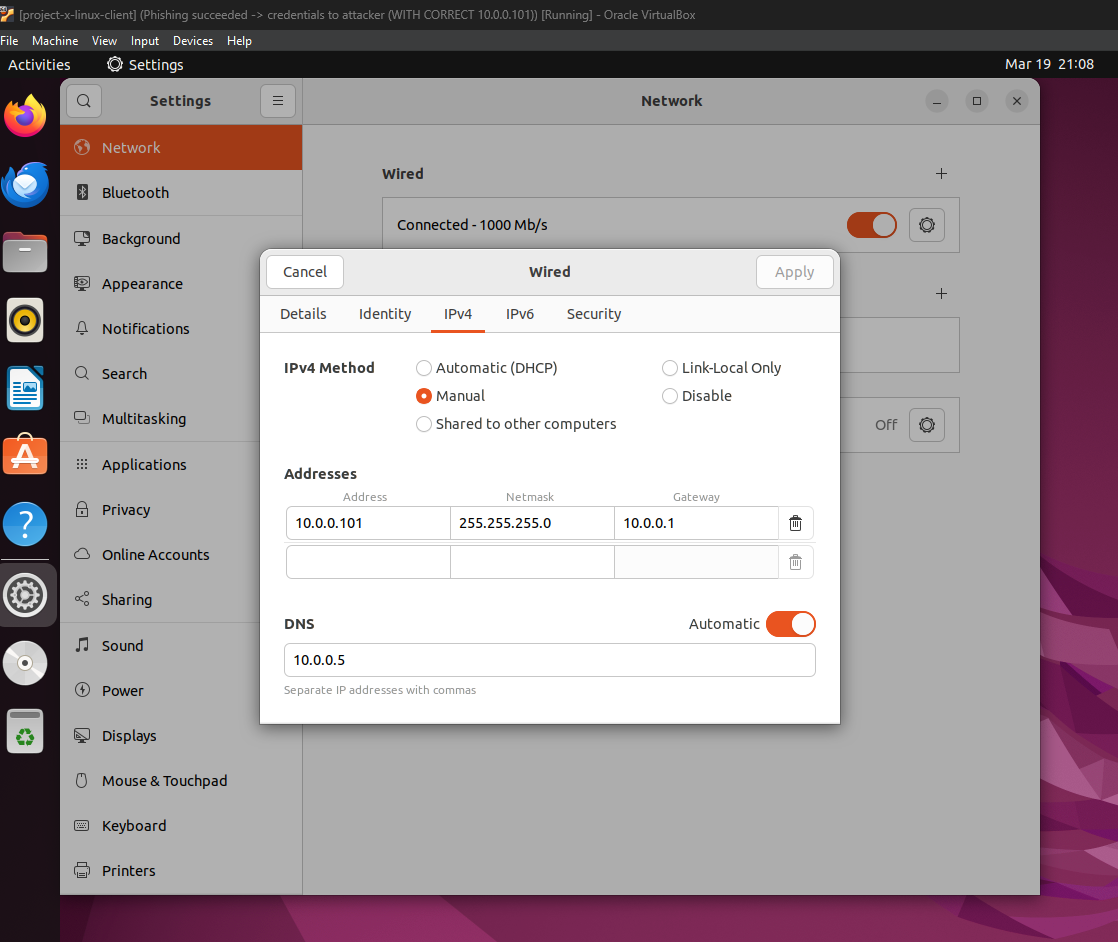 [project-x-linux-client] (Phishing succeeded -> credentials to attacker (WITH CORRECT 10.0.0.101)) [Running] - Oracle VirtualBox
File Machine View Input Devices Help
Activities Settings Mar 19 21:08
Settings Network
Network
Bluetooth
Background
Appearance
Notifications
Search
Multitasking
Applications
Privacy
Online Accounts
Sharing
Sound
Power
Displays
Mouse & Touchpad
Keyboard
Printers
Wired
Connected - 1000 Mb/s
Off
Cancel Wired Apply
Details Identity IPv4 IPv6 Security
IPv4 Method Automatic (DHCP) Link-Local Only
Manual Disable
Shared to other computers
Addresses
Address Netmask Gateway
10.0.0.101 255.255.255.0 10.0.0.1
DNS Automatic
10.0.0.5
Separate IP addresses with commas